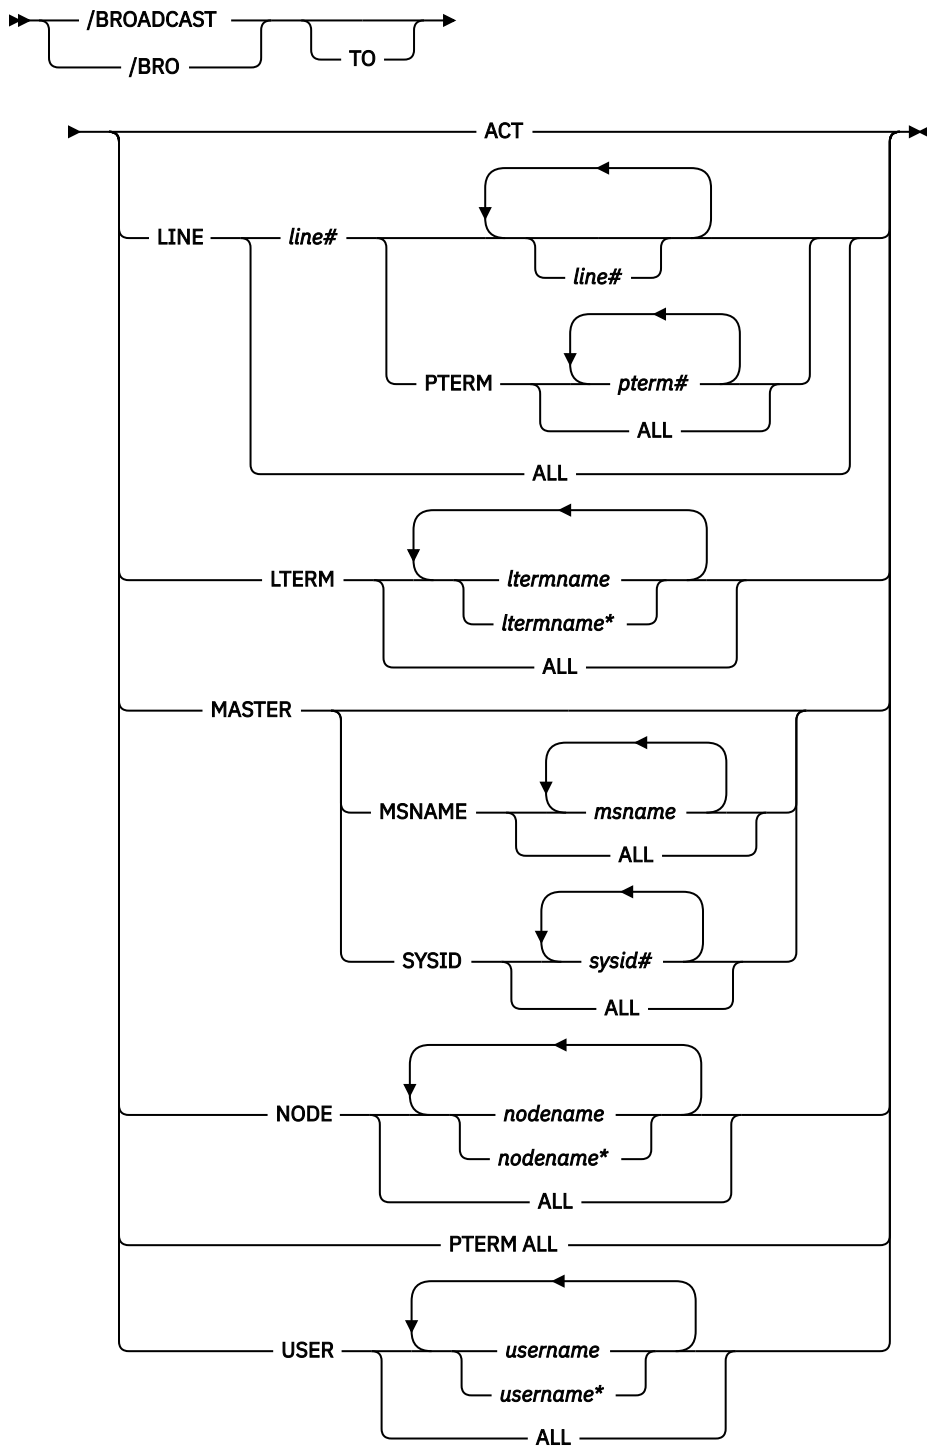 /BROADCAST
/BRO
TO
ACT
LINE line#
line#
PTERM pterm#
ALL
ALL
LTERM ltermname
ltermname*
ALL
MASTER
MSNAME msname
ALL
SYSID sysid#
ALL
NODE nodename
nodename*
ALL
PTERM ALL
USER username
username*
ALL